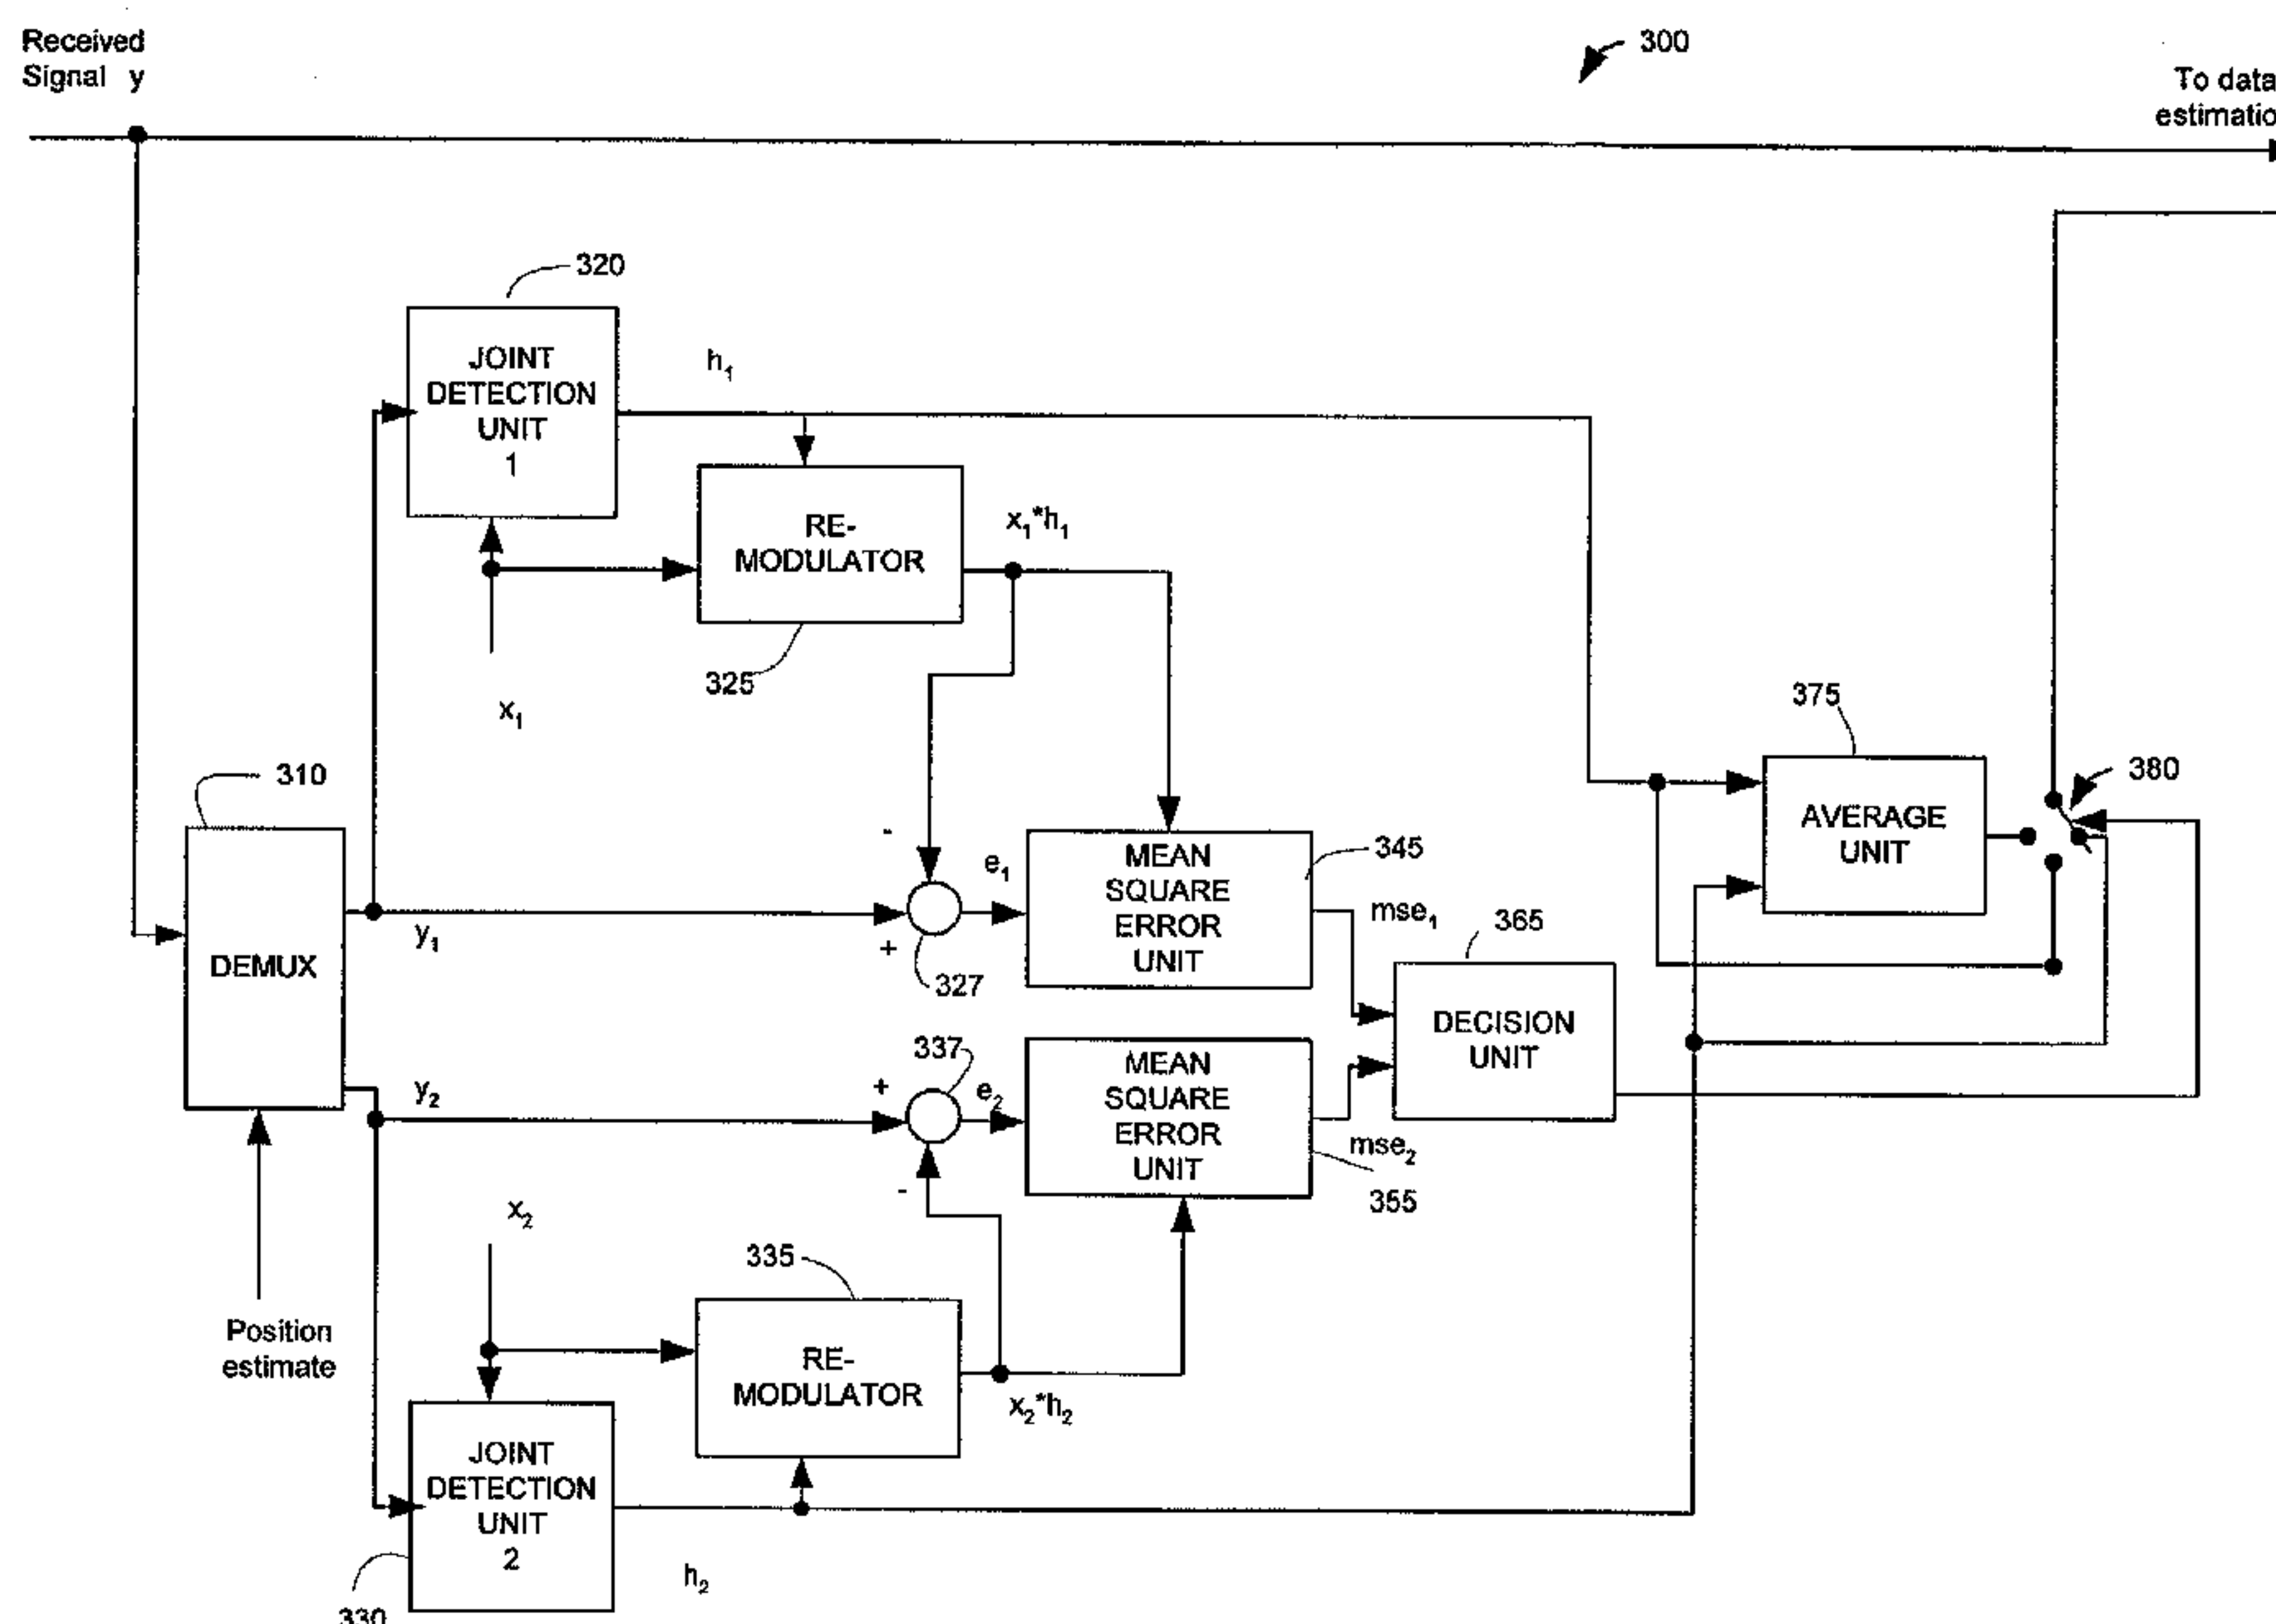 Received
Signal y
300
To data
estimatio
320
JOINT
DETECTION
UNIT
1
h₁
RE-
MODULATOR
x₁*h₁
325
x₁
310
375
380
AVERAGE
UNIT
-
e₁
MEAN
SQUARE
ERROR
UNIT
345
mse₁
365
y₁
+
327
DEMUX
DECISION
UNIT
337
y₂
+
e₂
MEAN
SQUARE
ERROR
UNIT
mse₂
-
355
x₂
335
Position
estimate
RE-
MODULATOR
x₂*h₂
JOINT
DETECTION
UNIT
2
h₂
330